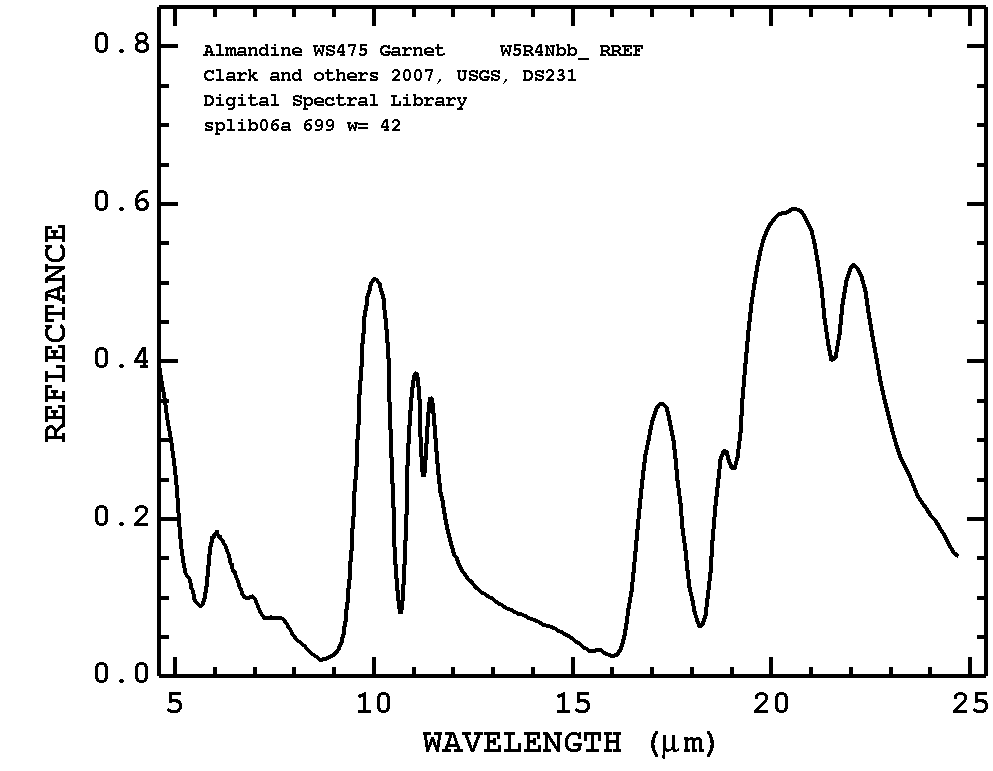 Almandine WS475 Garnet W5R4Nbb_ RREF
Clark and others 2007, USGS, DS231
Digital Spectral Library
splib06a 699 w= 42
0.8
0.6
0.4
0.2
0.0
REFLECTANCE
5 10 15 20 25
WAVELENGTH (μm)